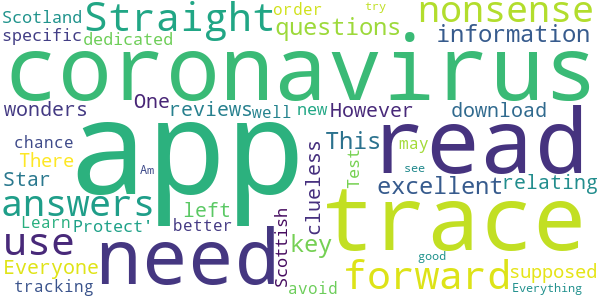 Scotland Straight order try nonsense
specific dedicated questions information
coronavirus
wonders One reviews well new However download
app read
chance There Am This
Star clueless Test may see
excellent relating
answers left trace
Learn Protect' better Scottish key
use need
Everyone forward good supposed
tracking avoid Everything